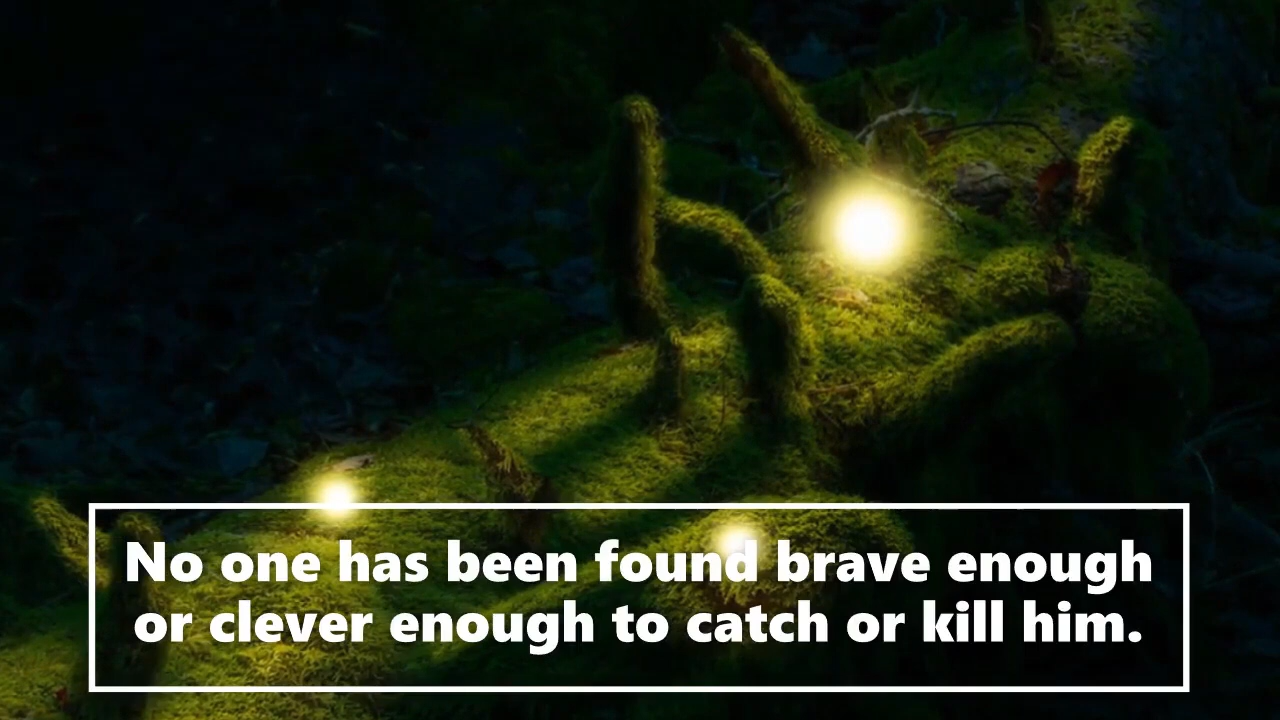 No one has been found brave enough
or clever enough to catch or kill him.